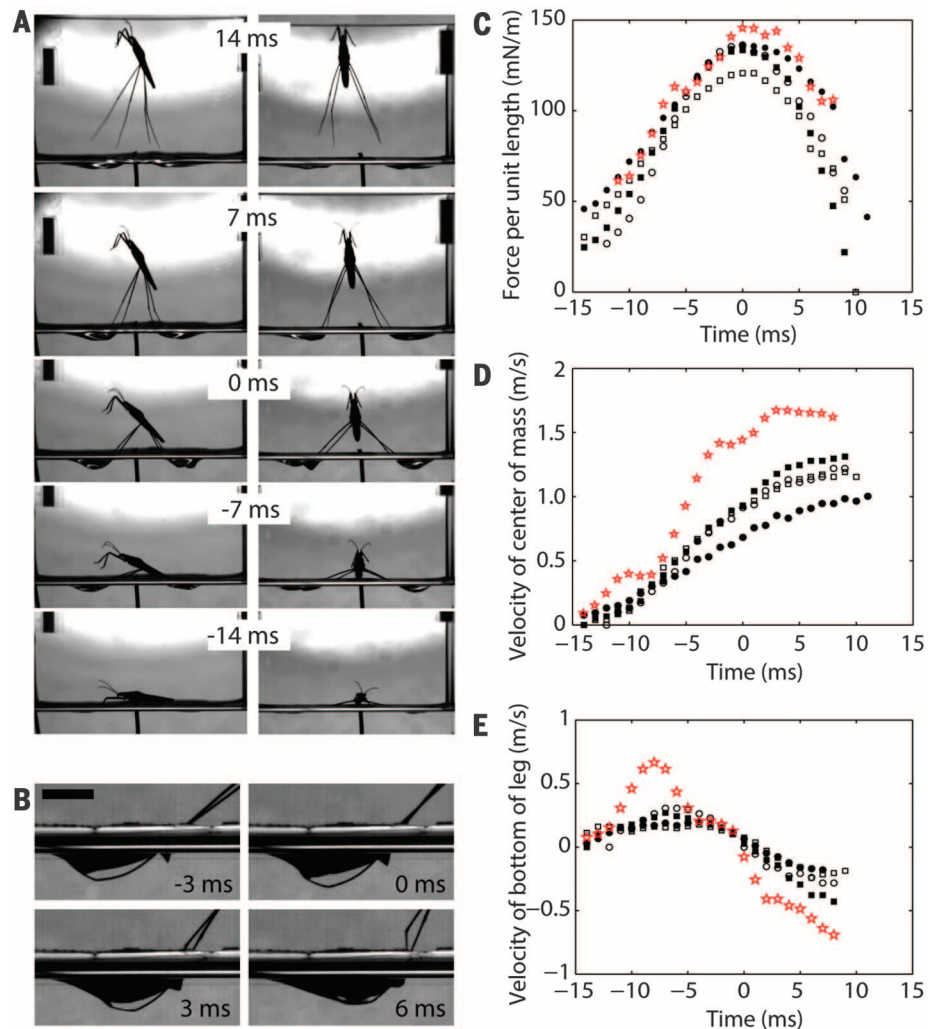 A
14 ms
7 ms
0 ms
-7 ms
-14 ms
B
-3 ms
0 ms
3 ms
6 ms
C
Force per unit length (mN/m)
150
100
50
0
−15 −10 −5 0 5 10 15
Time (ms)
D
Velocity of center of mass (m/s)
2
1.5
1.0
0.5
0
−15 −10 −5 0 5 10 15
Time (ms)
E
Velocity of bottom of leg (m/s)
1
0.5
0
−0.5
−1
−15 −10 −5 0 5 10 15
Time (ms)